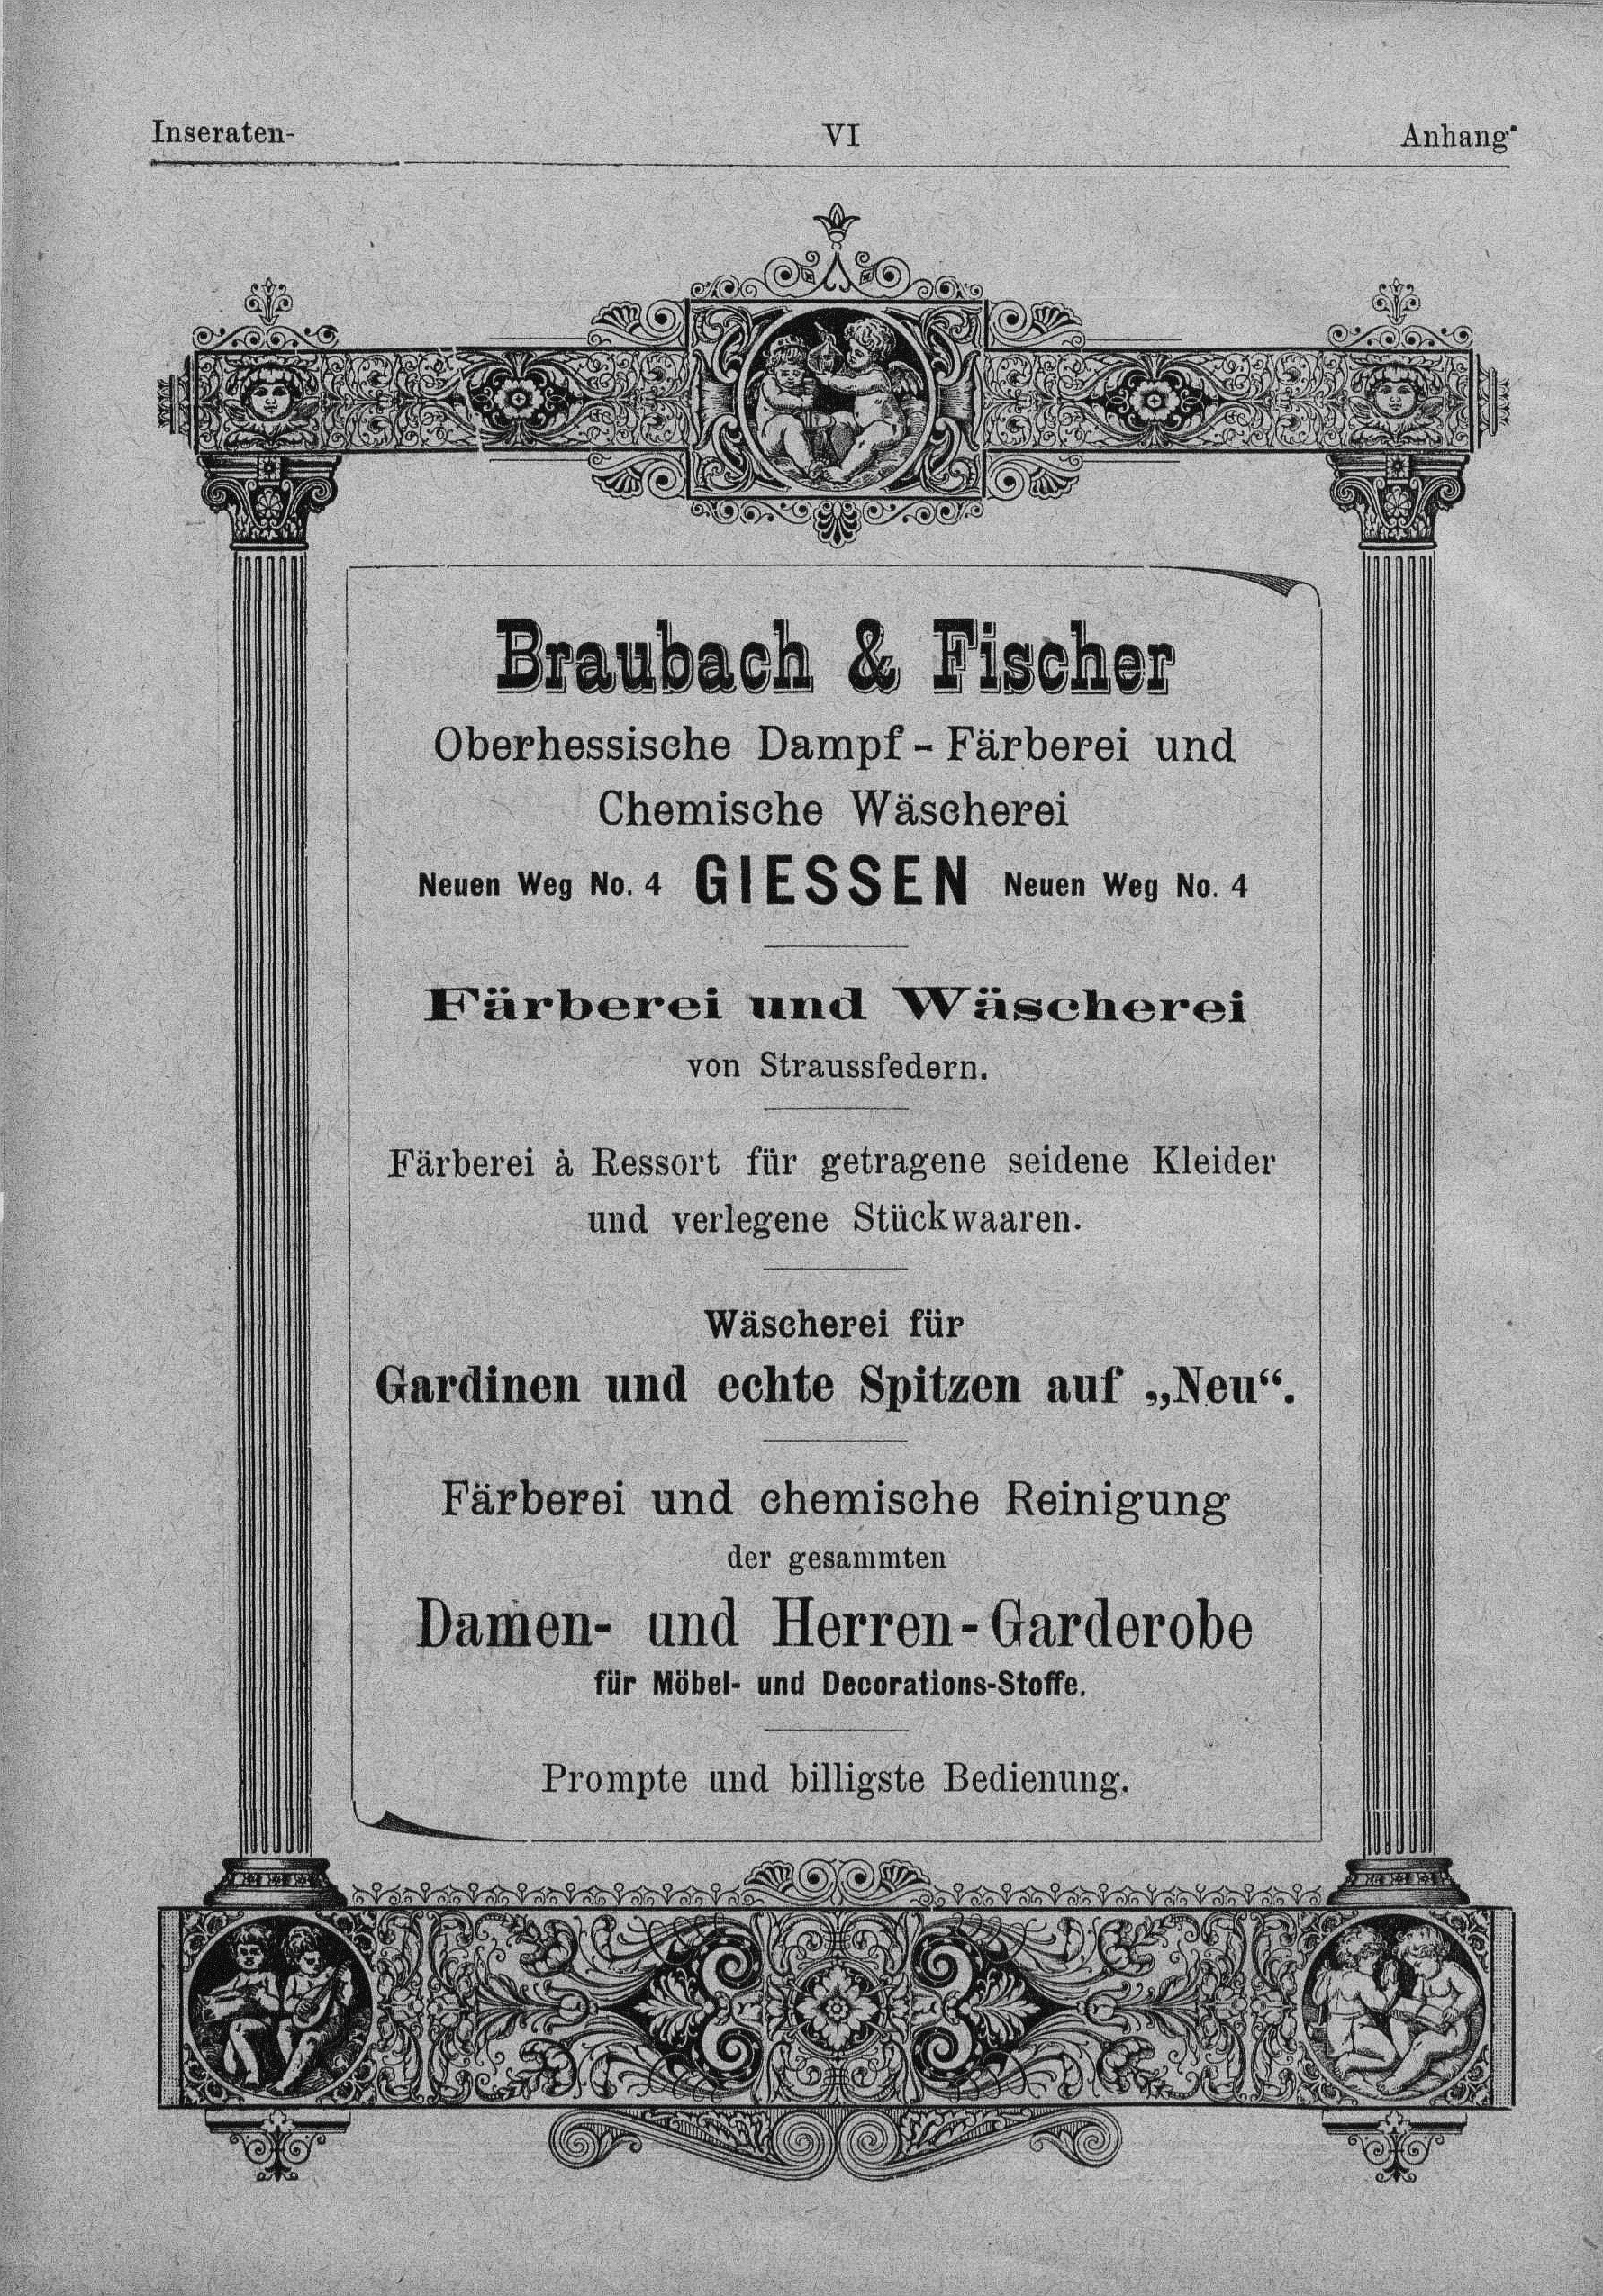 Inseraten- VI Anhang
Braubach & Fischer
Oberhessische Dampf-Färberei und
Chemische Wäscherei
Neuen Weg No. 4 GIESSEN Neuen Weg No. 4
Färberei und Wäscherei
von Straussfedern.
Färberei à Ressort für getragene seidene Kleider
und verlegene Stückwaaren.
Wäscherei für
Gardinen und echte Spitzen auf „Neu“.
Färberei und chemische Reinigung
der gesammten
Damen- und Herren-Garderobe
für Möbel- und Decorations-Stoffe.
Prompte und billigste Bedienung.